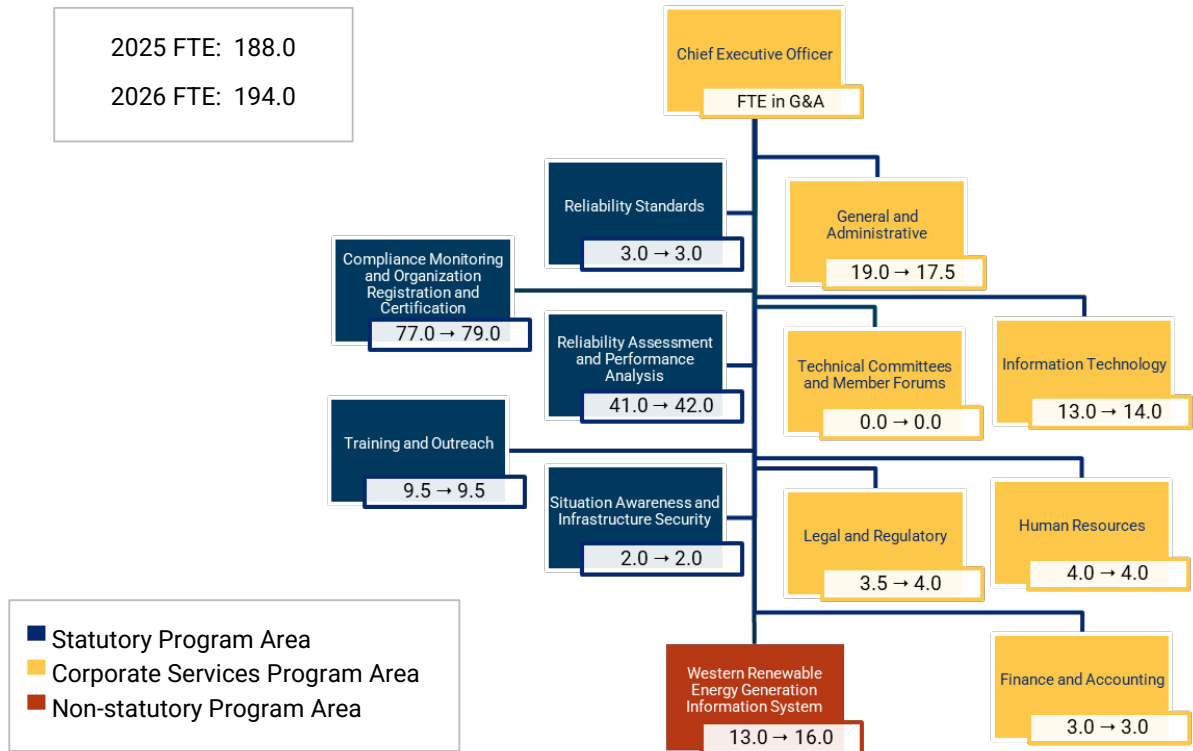 2025 FTE: 188.0
2026 FTE: 194.0
Chief Executive Officer
FTE in G&A
Reliability Standards
3.0 → 3.0
General and
Administrative
19.0 → 17.5
Compliance Monitoring
and Organization
Registration and
Certification
77.0 → 79.0
Reliability Assessment
and Performance
Analysis
41.0 → 42.0
Technical Committees
and Member Forums
0.0 → 0.0
Information Technology
13.0 → 14.0
Training and Outreach
9.5 → 9.5
Situation Awareness and
Infrastructure Security
2.0 → 2.0
Legal and Regulatory
3.5 → 4.0
Human Resources
4.0 → 4.0
Statutory Program Area
Corporate Services Program Area
Non-statutory Program Area
Western Renewable
Energy Generation
Information System
13.0 → 16.0
Finance and Accounting
3.0 → 3.0